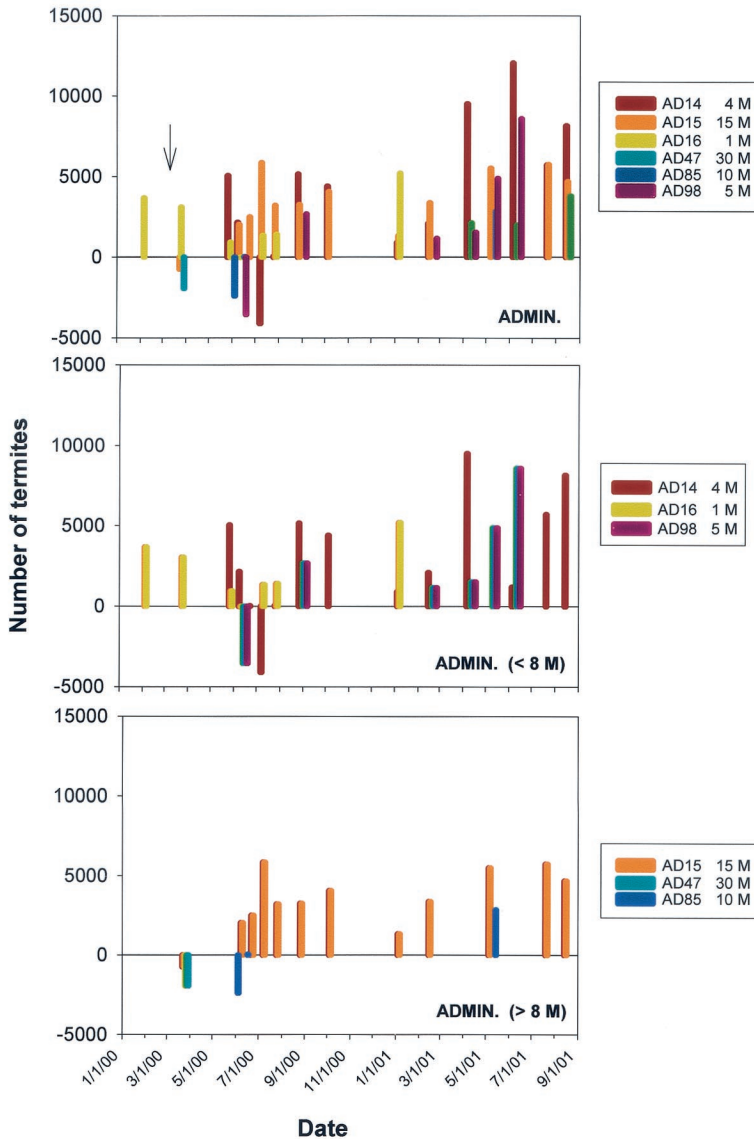 15000
10000
5000
0
-5000
ADMIN.
AD14 4 M
AD15 15 M
AD16 1 M
AD47 30 M
AD85 10 M
AD98 5 M
Number of termites
15000
10000
5000
0
-5000
ADMIN. (< 8 M)
AD14 4 M
AD16 1 M
AD98 5 M
15000
10000
5000
0
-5000
ADMIN. (> 8 M)
AD15 15 M
AD47 30 M
AD85 10 M
1/1/00
3/1/00
5/1/00
7/1/00
9/1/00
11/1/00
1/1/01
3/1/01
5/1/01
7/1/01
9/1/01
Date